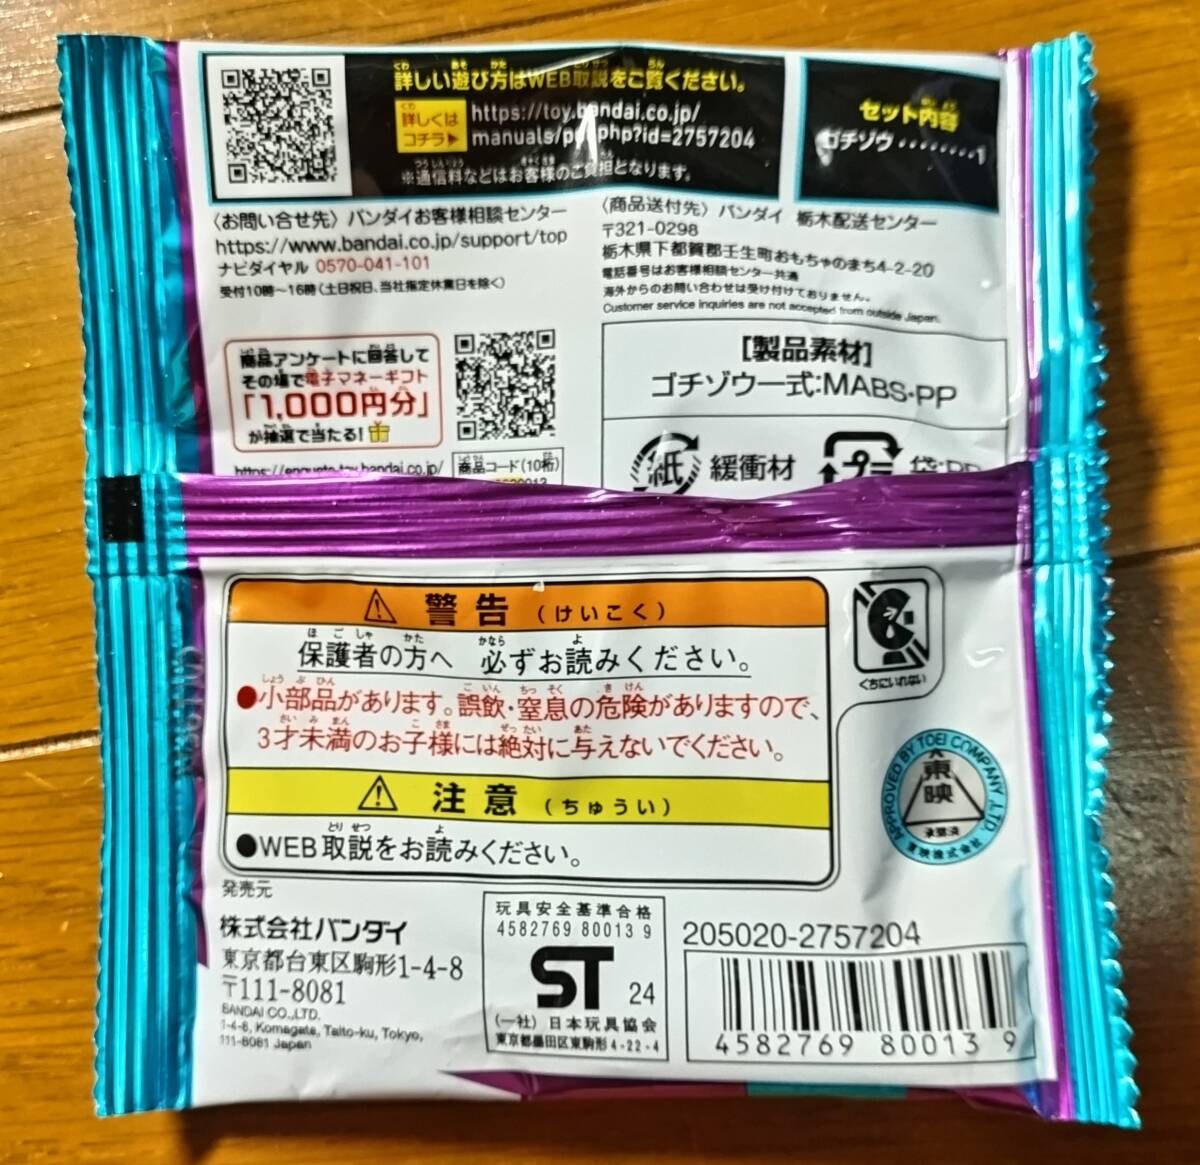 詳しい遊び方はWEB取説をご覧ください。
詳しくはコチラ▶
https://toy.bandai.co.jp/
manuals/pdf.php?id=2757204
※通信料などはお客様のご負担となります。
セット内容
ゴチゾウ・・・・・・・・1
〈お問い合せ先〉バンダイお客様相談センター
https://www.bandai.co.jp/support/top
ナビダイヤル 0570-041-101
受付10時〜16時(土日祝日、当社指定休業日を除く)
〈商品送付先〉バンダイ 栃木配送センター
〒321-0298
栃木県下都賀郡壬生町おもちゃのまち4-2-20
電話番号はお客様相談センター共通
海外からのお問い合わせは受け付けておりません。
Customer service inquiries are not accepted from outside Japan.
商品アンケートに回答して
その場で電子マネーギフト
「1,000円分」
が抽選で当たる!
https://enquete.toy.bandai.co.jp/
商品コード(10桁)
[製品素材]
ゴチゾウ一式:MABS・PP
紙 緩衝材
プラ 袋:PP
⚠ 警告 (けいこく)
保護者の方へ 必ずお読みください。
●小部品があります。誤飲・窒息の危険がありますので、
3才未満のお子様には絶対に与えないでください。
⚠ 注意 (ちゅうい)
●WEB取説をお読みください。
くちにいれない
APPROVED BY TOEI COMPANY, LTD.
東映
承認済
東映株式会社
発売元
株式会社バンダイ
東京都台東区駒形1-4-8
〒111-8081
BANDAI CO.,LTD.
1-4-8, Komagata, Taito-ku, Tokyo,
111-8081 Japan
玩具安全基準合格
4582769 80013 9
ST 24
(一社) 日本玩具協会
東京都墨田区東駒形4-22-4
205020-2757204
4582769 80013 9